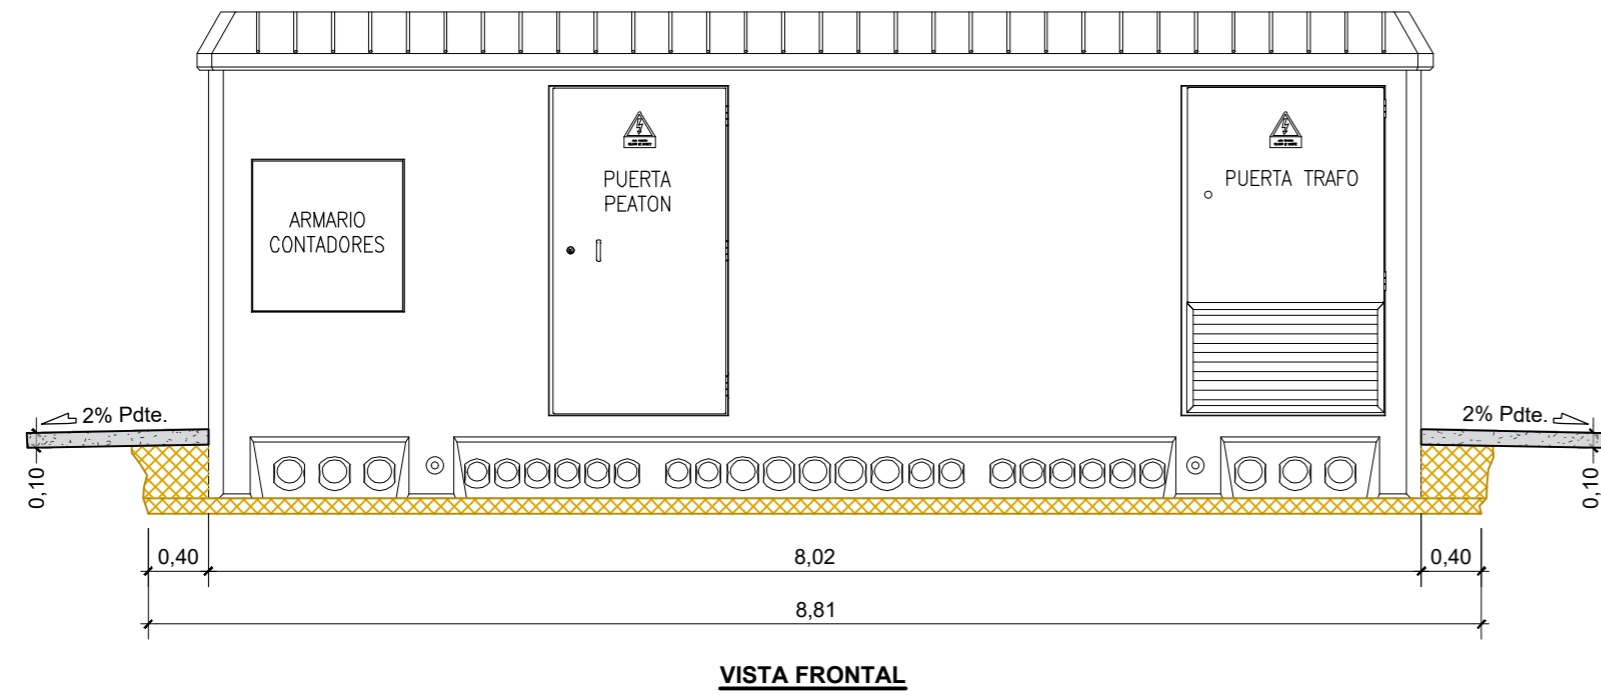 PUERTA
PEATON
PUERTA TRAFO
ARMARIO
CONTADORES
2% Pdte.
2% Pdte.
0,10
0,10
0,40
8,02
0,40
8,81
VISTA FRONTAL